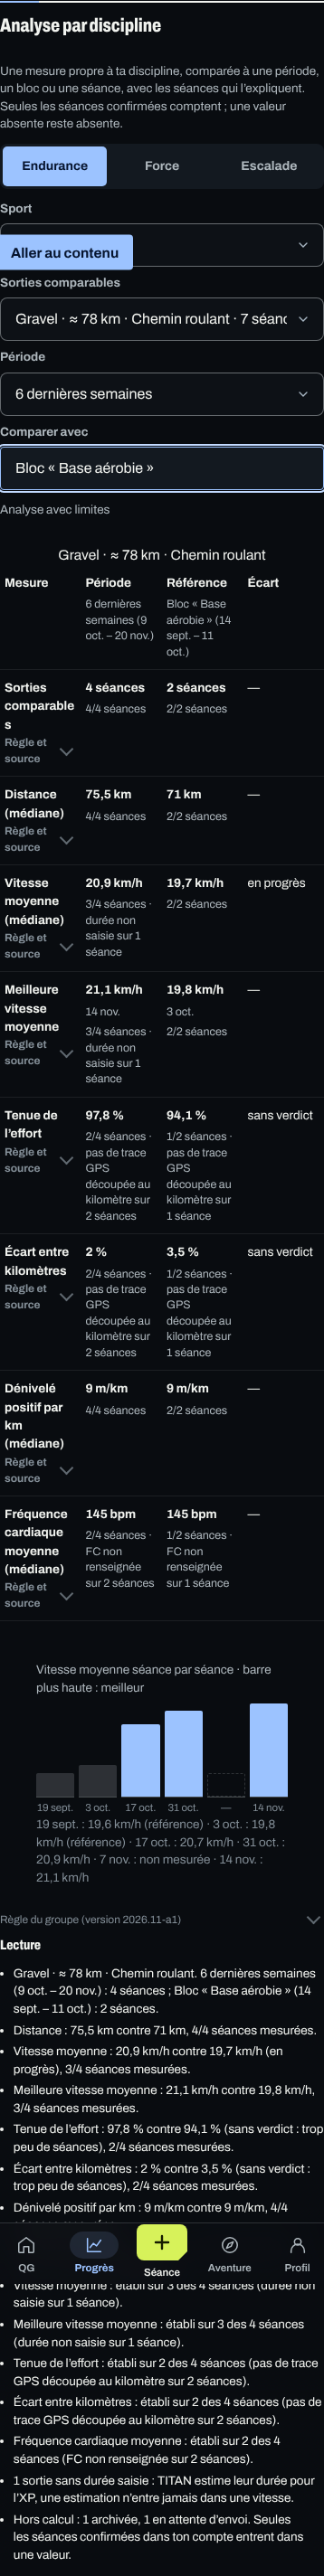 Analyse par discipline
Une mesure propre à ta discipline, comparée à une période,
un bloc ou une séance, avec les séances qui l'expliquent.
Seules les séances confirmées comptent ; une valeur
absente reste absente.
Endurance
Force
Escalade
Sport
Aller au contenu
Sorties comparables
Gravel · ≈ 78 km · Chemin roulant · 7 séanc
Période
6 dernières semaines
Comparer avec
Bloc « Base aérobie »
Analyse avec limites
Gravel · ≈ 78 km · Chemin roulant
Mesure
Période
Référence
Écart
6 dernières
semaines (9
oct. – 20 nov.)
Bloc « Base
aérobie » (14
sept. – 11
oct.)
Sorties
comparable
s
Règle et
source
4 séances
4/4 séances
2 séances
2/2 séances
—
Distance
(médiane)
Règle et
source
75,5 km
4/4 séances
71 km
2/2 séances
—
Vitesse
moyenne
(médiane)
Règle et
source
20,9 km/h
3/4 séances ·
durée non
saisie sur 1
séance
19,7 km/h
2/2 séances
en progrès
Meilleure
vitesse
moyenne
Règle et
source
21,1 km/h
14 nov.
3/4 séances ·
durée non
saisie sur 1
séance
19,8 km/h
3 oct.
2/2 séances
—
Tenue de
l'effort
Règle et
source
97,8 %
2/4 séances ·
pas de trace
GPS
découpée au
kilomètre sur
2 séances
94,1 %
1/2 séances ·
pas de trace
GPS
découpée au
kilomètre sur
1 séance
sans verdict
Écart entre
kilomètres
Règle et
source
2 %
2/4 séances ·
pas de trace
GPS
découpée au
kilomètre sur
2 séances
3,5 %
1/2 séances ·
pas de trace
GPS
découpée au
kilomètre sur
1 séance
sans verdict
Dénivelé
positif par
km
(médiane)
Règle et
source
9 m/km
4/4 séances
9 m/km
2/2 séances
—
Fréquence
cardiaque
moyenne
(médiane)
Règle et
source
145 bpm
2/4 séances ·
FC non
renseignée
sur 2 séances
145 bpm
1/2 séances ·
FC non
renseignée
sur 1 séance
—
Vitesse moyenne séance par séance · barre
plus haute : meilleur
19 sept. 3 oct. 17 oct. 31 oct. — 14 nov.
19 sept. : 19,6 km/h (référence) · 3 oct. : 19,8
km/h (référence) · 17 oct. : 20,7 km/h · 31 oct. :
20,9 km/h · 7 nov. : non mesurée · 14 nov. :
21,1 km/h
Règle du groupe (version 2026.11-a1)
Lecture
• Gravel · ≈ 78 km · Chemin roulant. 6 dernières semaines
(9 oct. – 20 nov.) : 4 séances ; Bloc « Base aérobie » (14
sept. – 11 oct.) : 2 séances.
• Distance : 75,5 km contre 71 km, 4/4 séances mesurées.
• Vitesse moyenne : 20,9 km/h contre 19,7 km/h (en
progrès), 3/4 séances mesurées.
• Meilleure vitesse moyenne : 21,1 km/h contre 19,8 km/h,
3/4 séances mesurées.
• Tenue de l'effort : 97,8 % contre 94,1 % (sans verdict : trop
peu de séances), 2/4 séances mesurées.
• Écart entre kilomètres : 2 % contre 3,5 % (sans verdict :
trop peu de séances), 2/4 séances mesurées.
• Dénivelé positif par km : 9 m/km contre 9 m/km, 4/4
QG
Progrès
Séance
Aventure
Profil
• Vitesse moyenne : établi sur 3 des 4 séances (durée non
saisie sur 1 séance).
• Meilleure vitesse moyenne : établi sur 3 des 4 séances
(durée non saisie sur 1 séance).
• Tenue de l'effort : établi sur 2 des 4 séances (pas de trace
GPS découpée au kilomètre sur 2 séances).
• Écart entre kilomètres : établi sur 2 des 4 séances (pas de
trace GPS découpée au kilomètre sur 2 séances).
• Fréquence cardiaque moyenne : établi sur 2 des 4
séances (FC non renseignée sur 2 séances).
• 1 sortie sans durée saisie : TITAN estime leur durée pour
l'XP, une estimation n'entre jamais dans une vitesse.
• Hors calcul : 1 archivée, 1 en attente d'envoi. Seules
les séances confirmées dans ton compte entrent dans
une valeur.